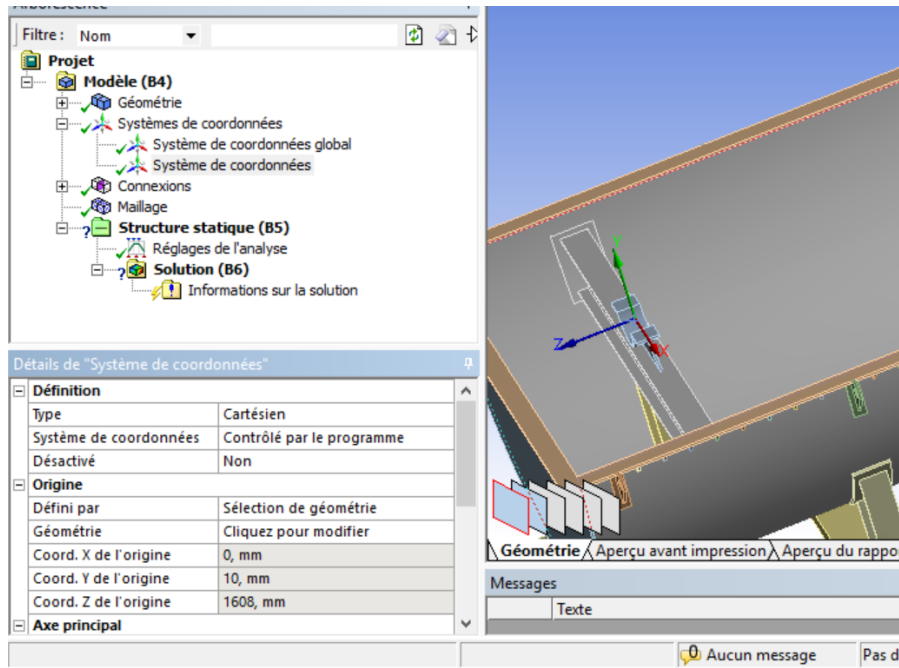 Arborescence
Filtre : Nom
Projet
Modèle (B4)
Géométrie
Systèmes de coordonnées
Système de coordonnées global
Système de coordonnées
Connexions
Maillage
Structure statique (B5)
Réglages de l'analyse
Solution (B6)
Informations sur la solution
Y
Z
X
Détails de "Système de coordonnées"
Définition
Type Cartésien
Système de coordonnées Contrôlé par le programme
Désactivé Non
Origine
Défini par Sélection de géométrie
Géométrie Cliquez pour modifier
Coord. X de l'origine 0, mm
Coord. Y de l'origine 10, mm
Coord. Z de l'origine 1608, mm
Axe principal
Géométrie Aperçu avant impression Aperçu du rappo
Messages
Texte
0 Aucun message Pas d